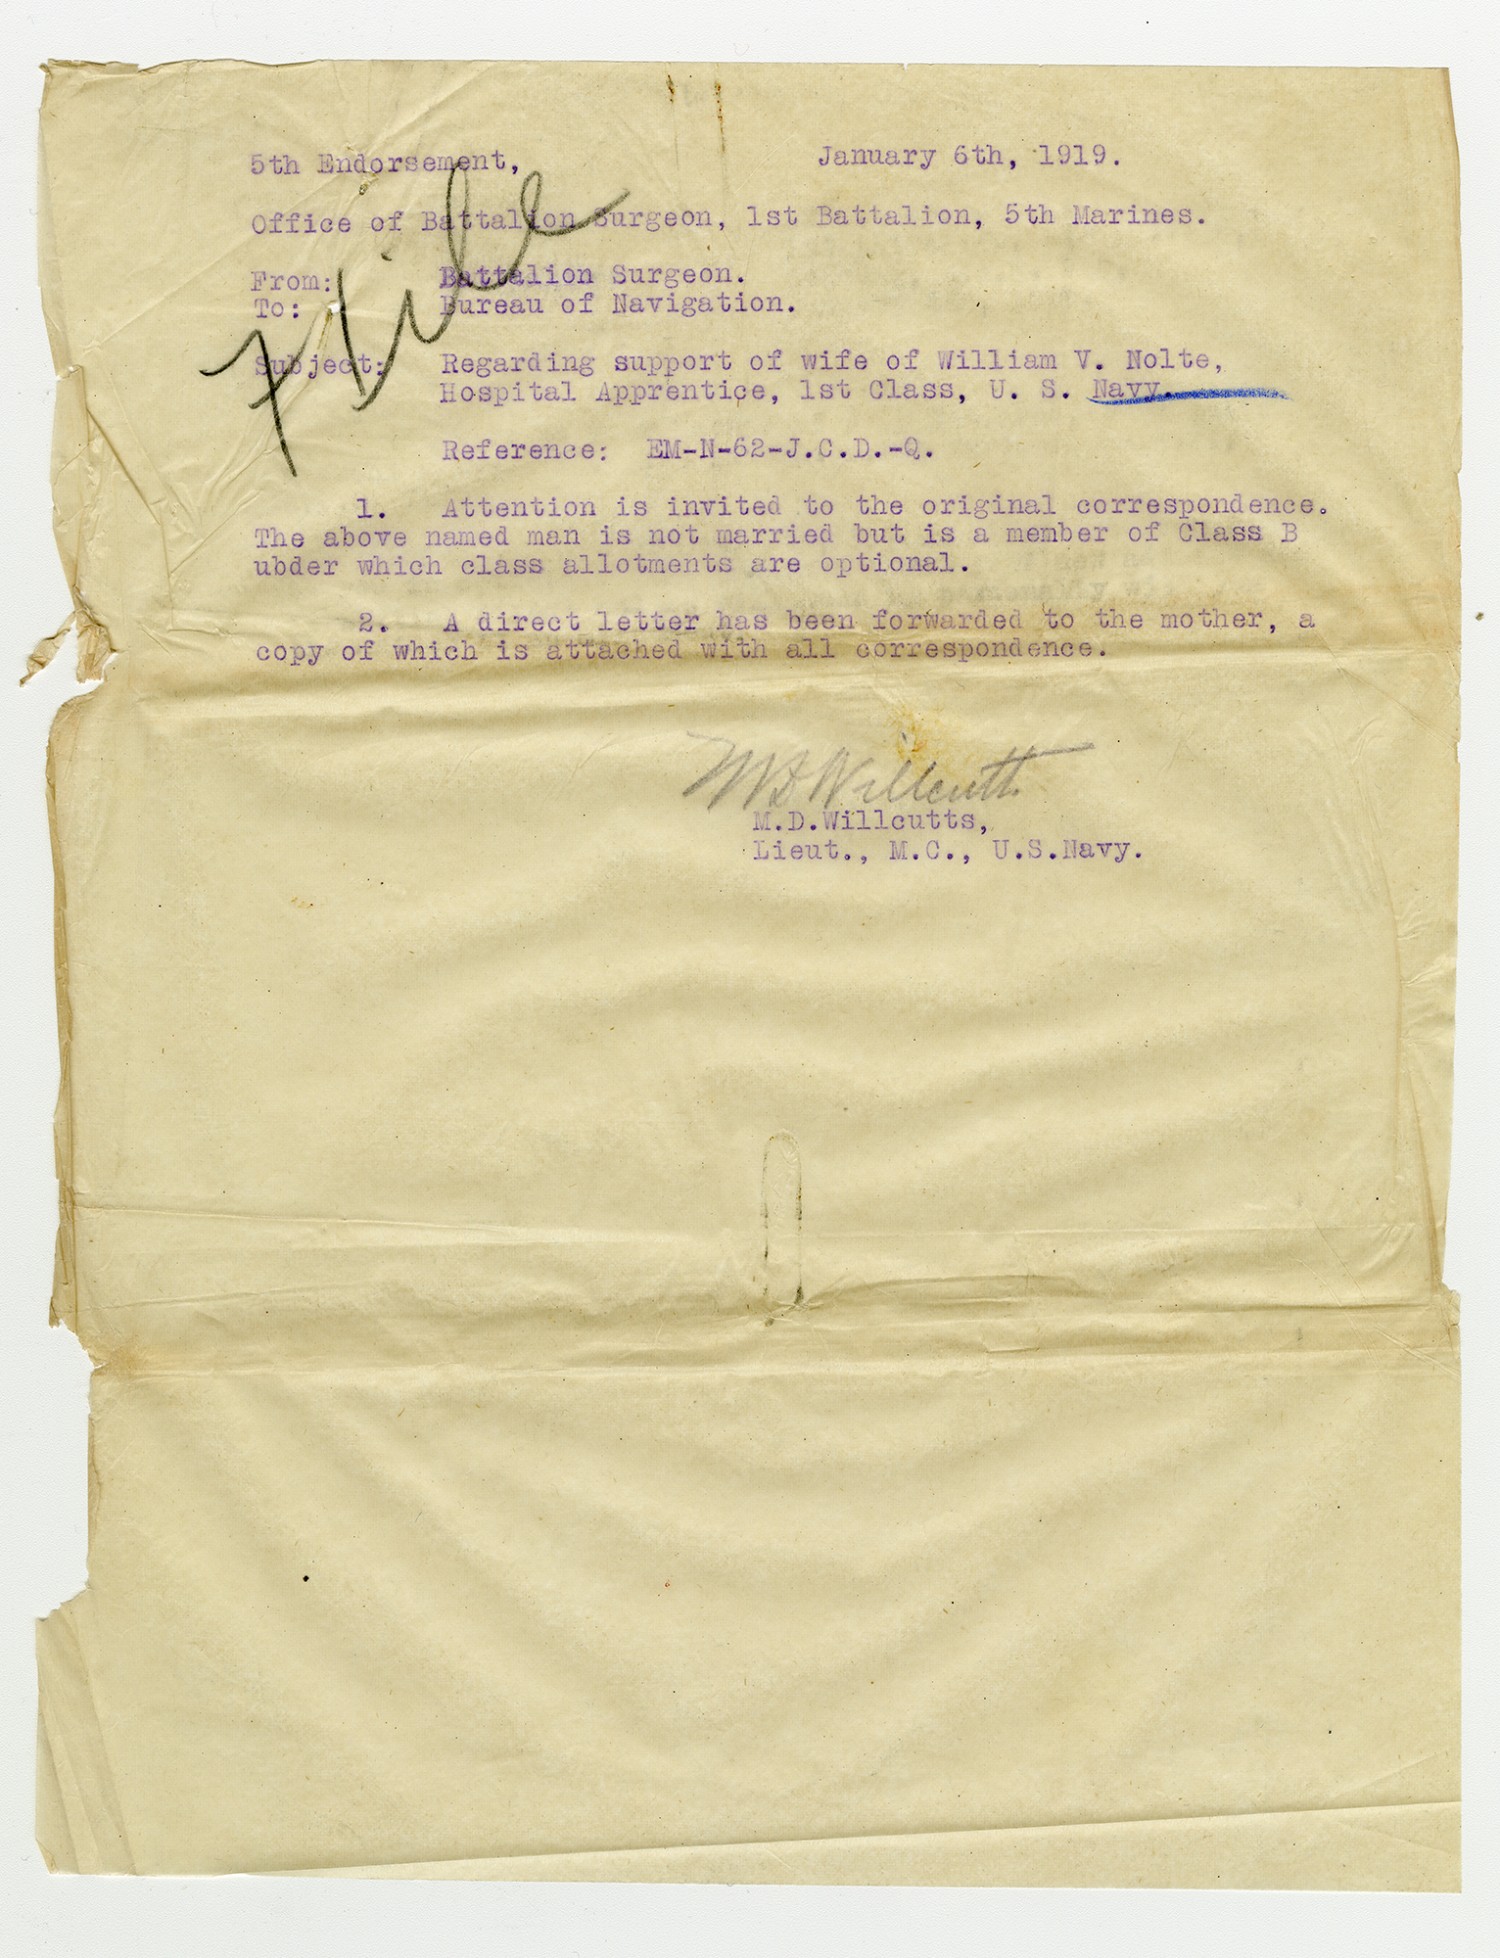 5th Endorsement, January 6th, 1919.
Office of Battalion Surgeon, 1st Battalion, 5th Marines.
From: Battalion Surgeon.
To: Bureau of Navigation.
File
Subject: Regarding support of wife of William V. Nolte,
Hospital Apprentice, 1st Class, U. S. Navy.
Reference: EM-N-62-J.C.D.-Q.
1. Attention is invited to the original correspondence.
The above named man is not married but is a member of Class B
ubder which class allotments are optional.
2. A direct letter has been forwarded to the mother, a
copy of which is attached with all correspondence.
MDWillcutts
M.D.Willcutts,
Lieut., M.C., U.S.Navy.